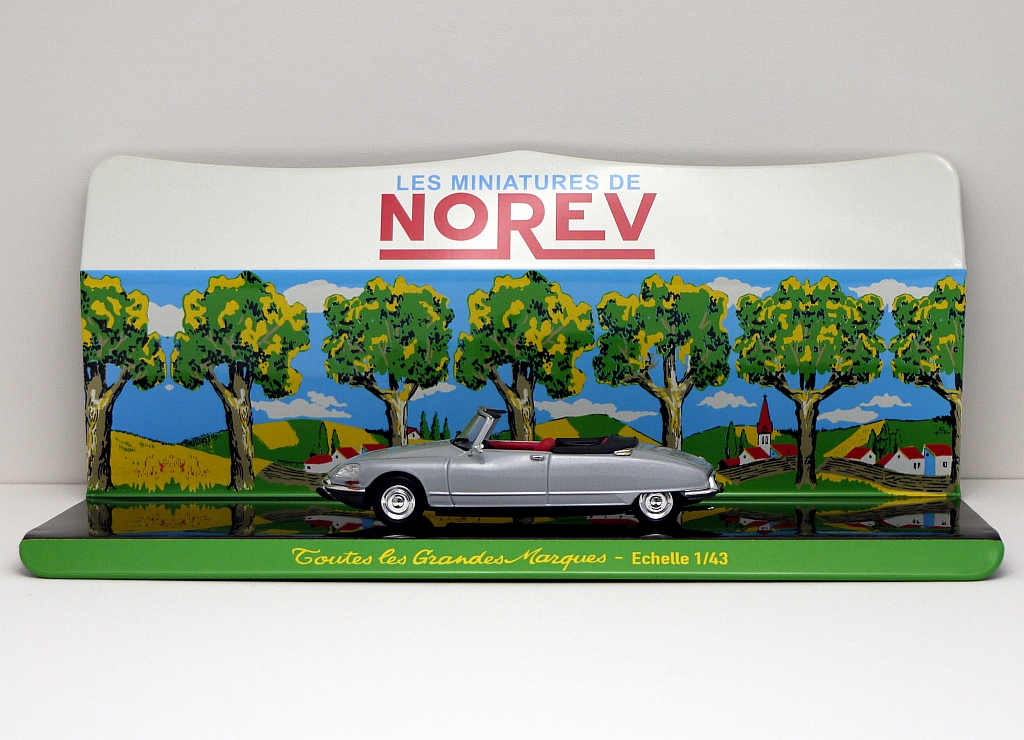 LES MINIATURES DE
NOREV
Toutes les Grandes Marques - Echelle 1/43